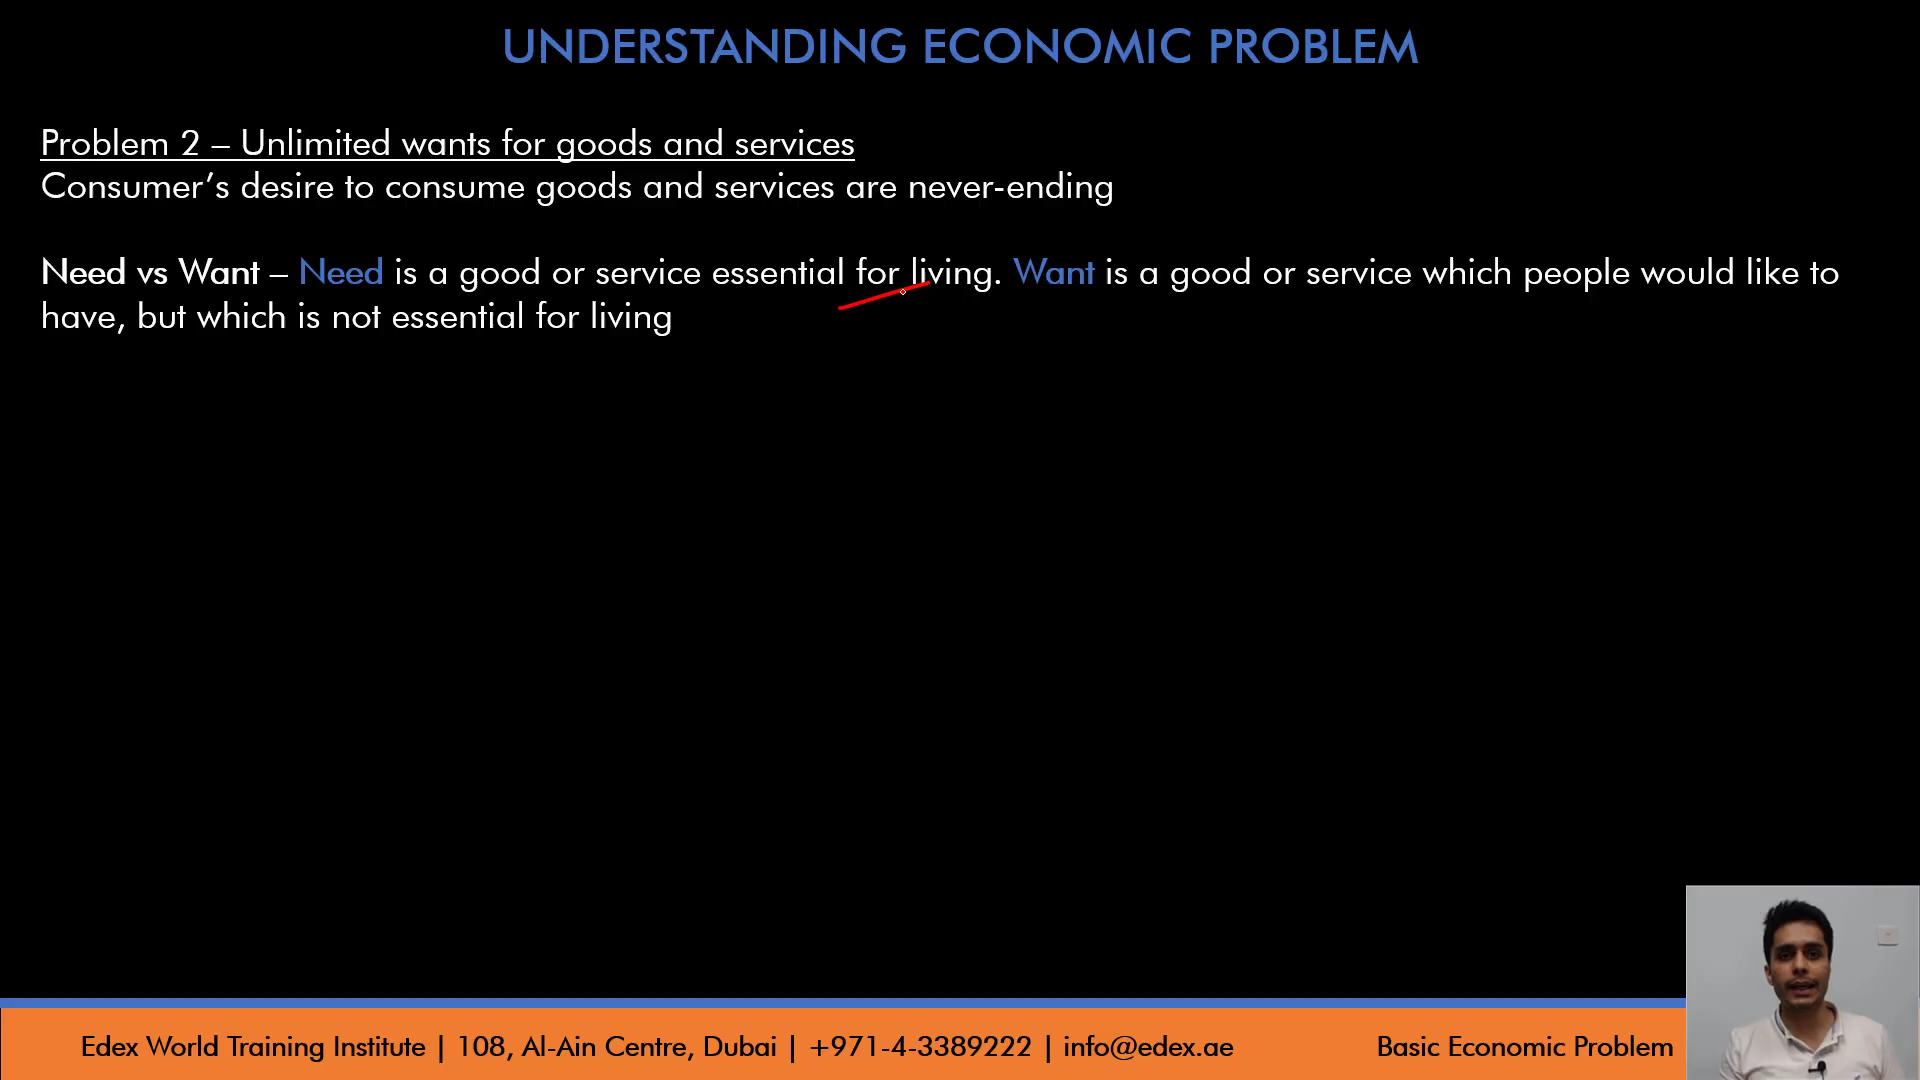 UNDERSTANDING ECONOMIC PROBLEM
Problem 2 – Unlimited wants for goods and services
Consumer’s desire to consume goods and services are never-ending
Need vs Want – Need is a good or service essential for living. Want is a good or service which people would like to
have, but which is not essential for living
Edex World Training Institute | 108, Al-Ain Centre, Dubai | +971-4-3389222 | info@edex.ae
Basic Economic Problem